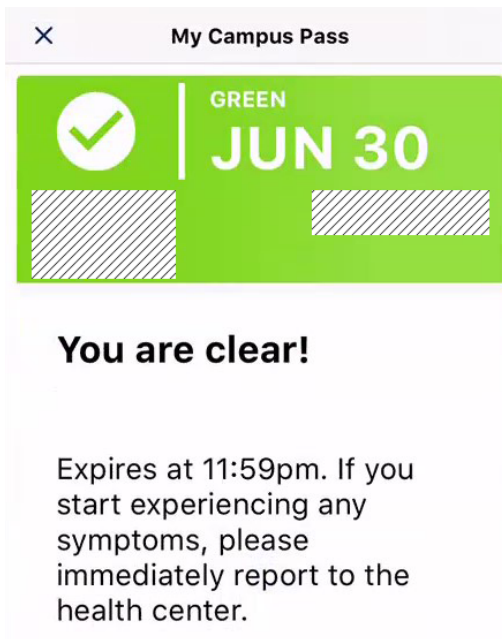 My Campus Pass
GREEN
JUN 30
You are clear!
Expires at 11:59pm. If you
start experiencing any
symptoms, please
immediately report to the
health center.